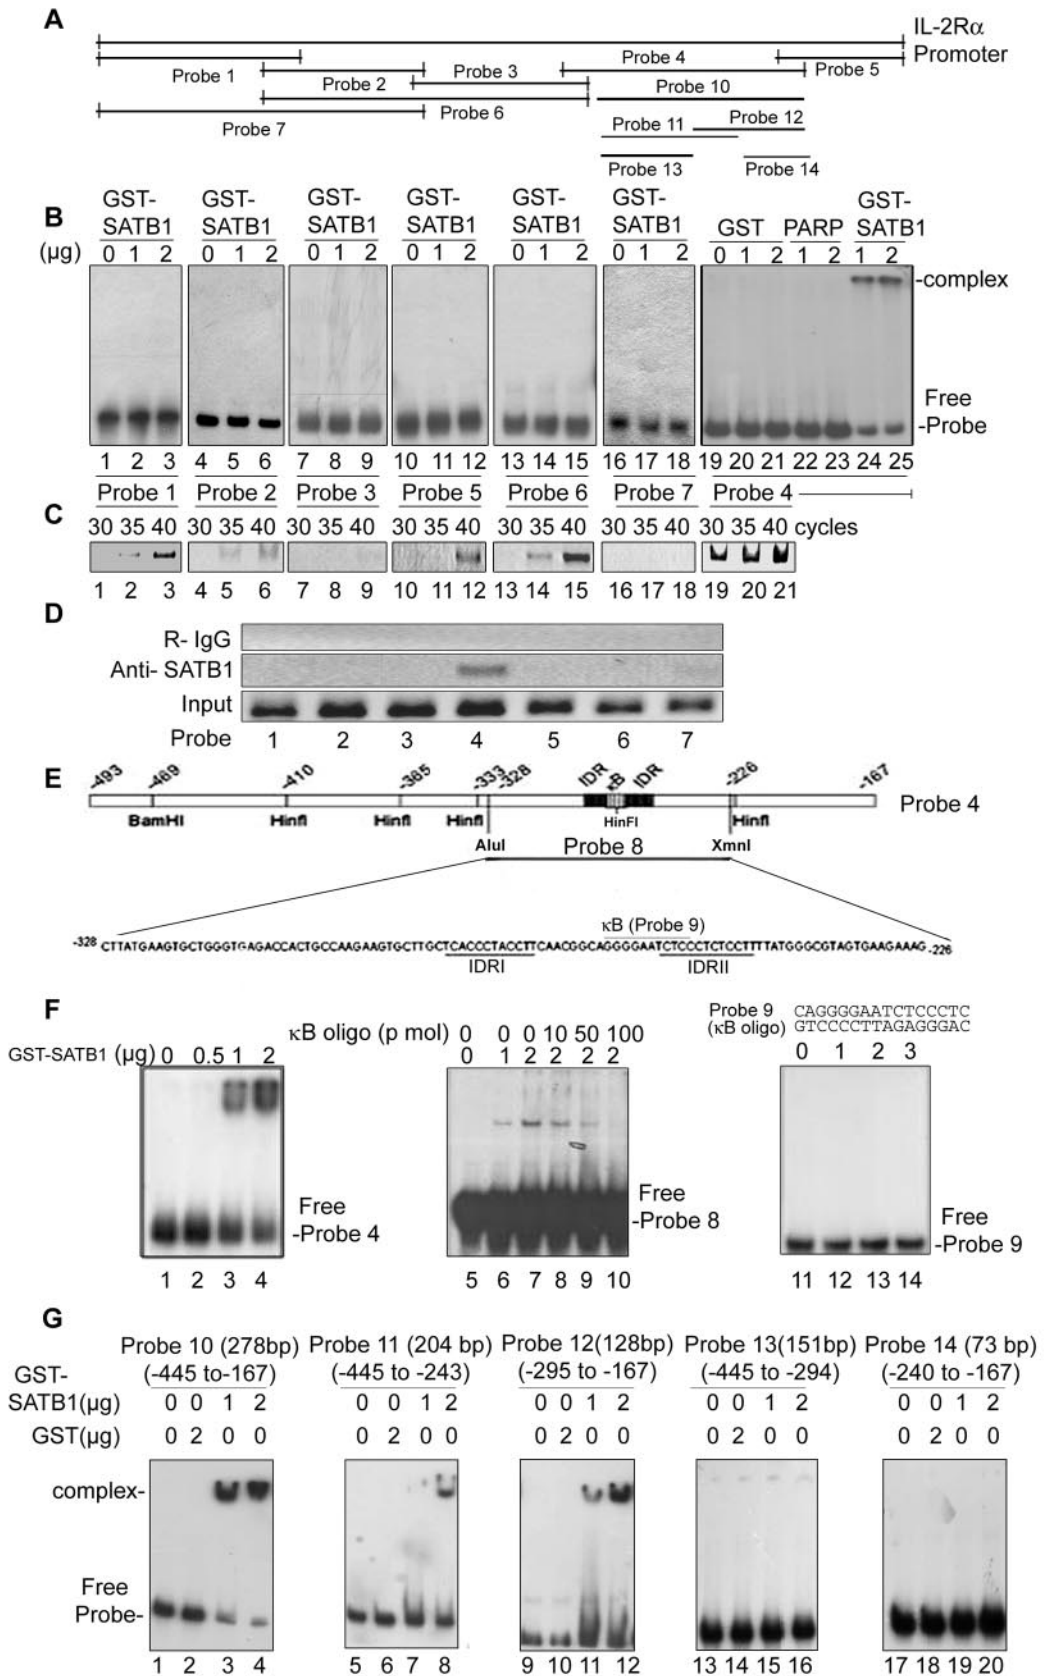 A
IL-2Rα
Promoter
Probe 1
Probe 2
Probe 3
Probe 4
Probe 5
Probe 6
Probe 7
Probe 10
Probe 11
Probe 12
Probe 13
Probe 14
B
GST- GST- GST- GST- GST- GST- GST-
SATB1 SATB1 SATB1 SATB1 SATB1 SATB1 GST PARP SATB1
(μg) 0 1 2 0 1 2 0 1 2 0 1 2 0 1 2 0 1 2 0 1 2 1 2 1 2
-complex
Free
-Probe
1 2 3 4 5 6 7 8 9 10 11 12 13 14 15 16 17 18 19 20 21 22 23 24 25
Probe 1 Probe 2 Probe 3 Probe 5 Probe 6 Probe 7 Probe 4
C
30 35 40 30 35 40 30 35 40 30 35 40 30 35 40 30 35 40 30 35 40 cycles
1 2 3 4 5 6 7 8 9 10 11 12 13 14 15 16 17 18 19 20 21
D
R- IgG
Anti- SATB1
Input
Probe 1 2 3 4 5 6 7
E
-493 -469 -410 -365 -333 -328 IDR κB IDR -226 -167
Probe 4
BamHI Hinfl Hinfl Hinfl HinFI Hinfl
AluI Probe 8 XmnI
κB (Probe 9)
-328 CTTATGAAGTGCTGGGTGAGACCACTGCCAAGAAGTGCTTGCTCACCCTACCTTCAACGGCAGGGGAATCTCCCTCTCCTTTTATGGGCGTAGTGAAGAAAG -226
IDRI IDRII
F
Probe 9 CAGGGGAATCTCCCTC
(κB oligo) GTCCCCTTAGAGGGAC
κB oligo (p mol) 0 0 0 10 50 100
GST-SATB1 (μg) 0 0.5 1 2 0 1 2 2 2 2 0 1 2 3
Free
-Probe 4
Free
-Probe 8
Free
-Probe 9
1 2 3 4 5 6 7 8 9 10 11 12 13 14
G
Probe 10 (278bp) Probe 11 (204 bp) Probe 12(128bp) Probe 13(151bp) Probe 14 (73 bp)
(-445 to-167) (-445 to -243) (-295 to -167) (-445 to -294) (-240 to -167)
GST-
SATB1(μg) 0 0 1 2 0 0 1 2 0 0 1 2 0 0 1 2 0 0 1 2
GST(μg) 0 2 0 0 0 2 0 0 0 2 0 0 0 2 0 0 0 2 0 0
complex-
Free
Probe-
1 2 3 4 5 6 7 8 9 10 11 12 13 14 15 16 17 18 19 20